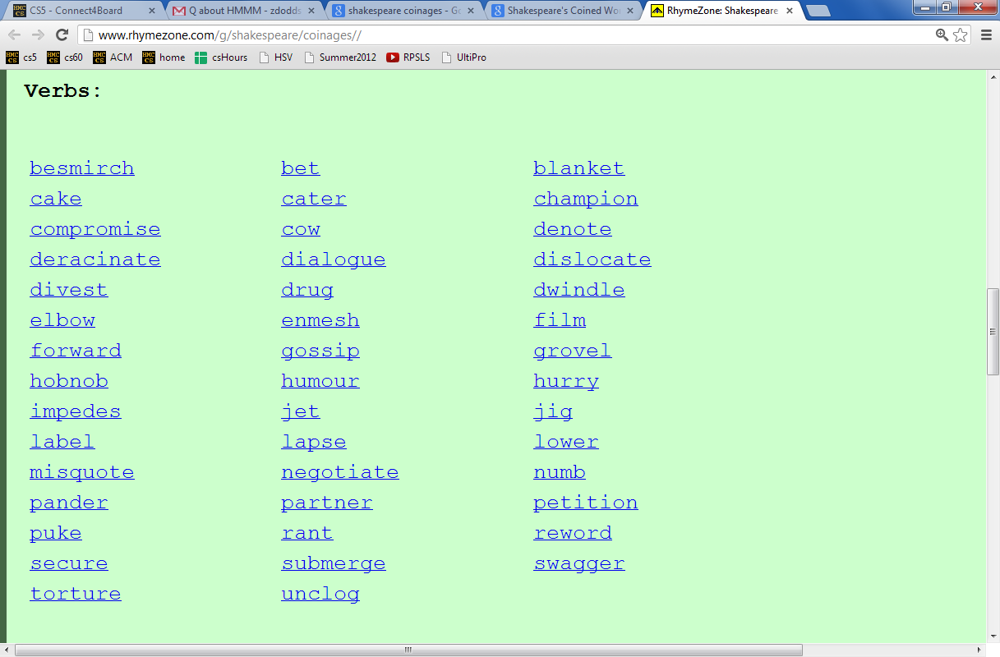 CS5 - Connect4Board Q about HMMM - zdodds shakespeare coinages - Go Shakespeare's Coined Wo RhymeZone: Shakespeare
www.rhymezone.com/g/shakespeare/coinages//
cs5 cs60 ACM home csHours HSV Summer2012 RPSLS UltiPro
Verbs:
besmirch bet blanket
cake cater champion
compromise cow denote
deracinate dialogue dislocate
divest drug dwindle
elbow enmesh film
forward gossip grovel
hobnob humour hurry
impedes jet jig
label lapse lower
misquote negotiate numb
pander partner petition
puke rant reword
secure submerge swagger
torture unclog